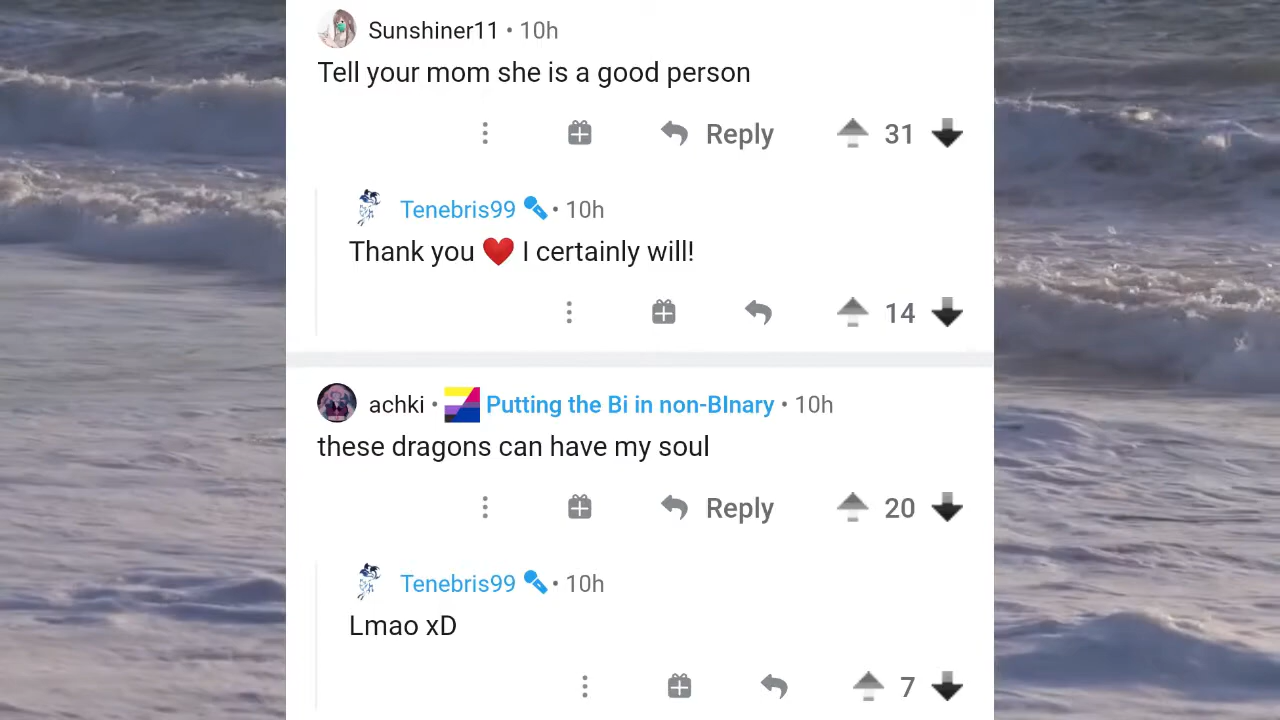 Sunshiner11 • 10h
Tell your mom she is a good person
Reply 31
Tenebris99 • 10h
Thank you ❤️ I certainly will!
14
achki • Putting the Bi in non-BInary • 10h
these dragons can have my soul
Reply 20
Tenebris99 • 10h
Lmao xD
7